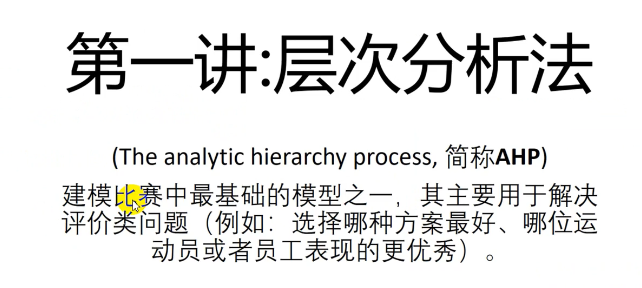 第一讲:层次分析法
(The analytic hierarchy process, 简称AHP)
建模比赛中最基础的模型之一，其主要用于解决
评价类问题（例如：选择哪种方案最好、哪位运
动员或者员工表现的更优秀）。